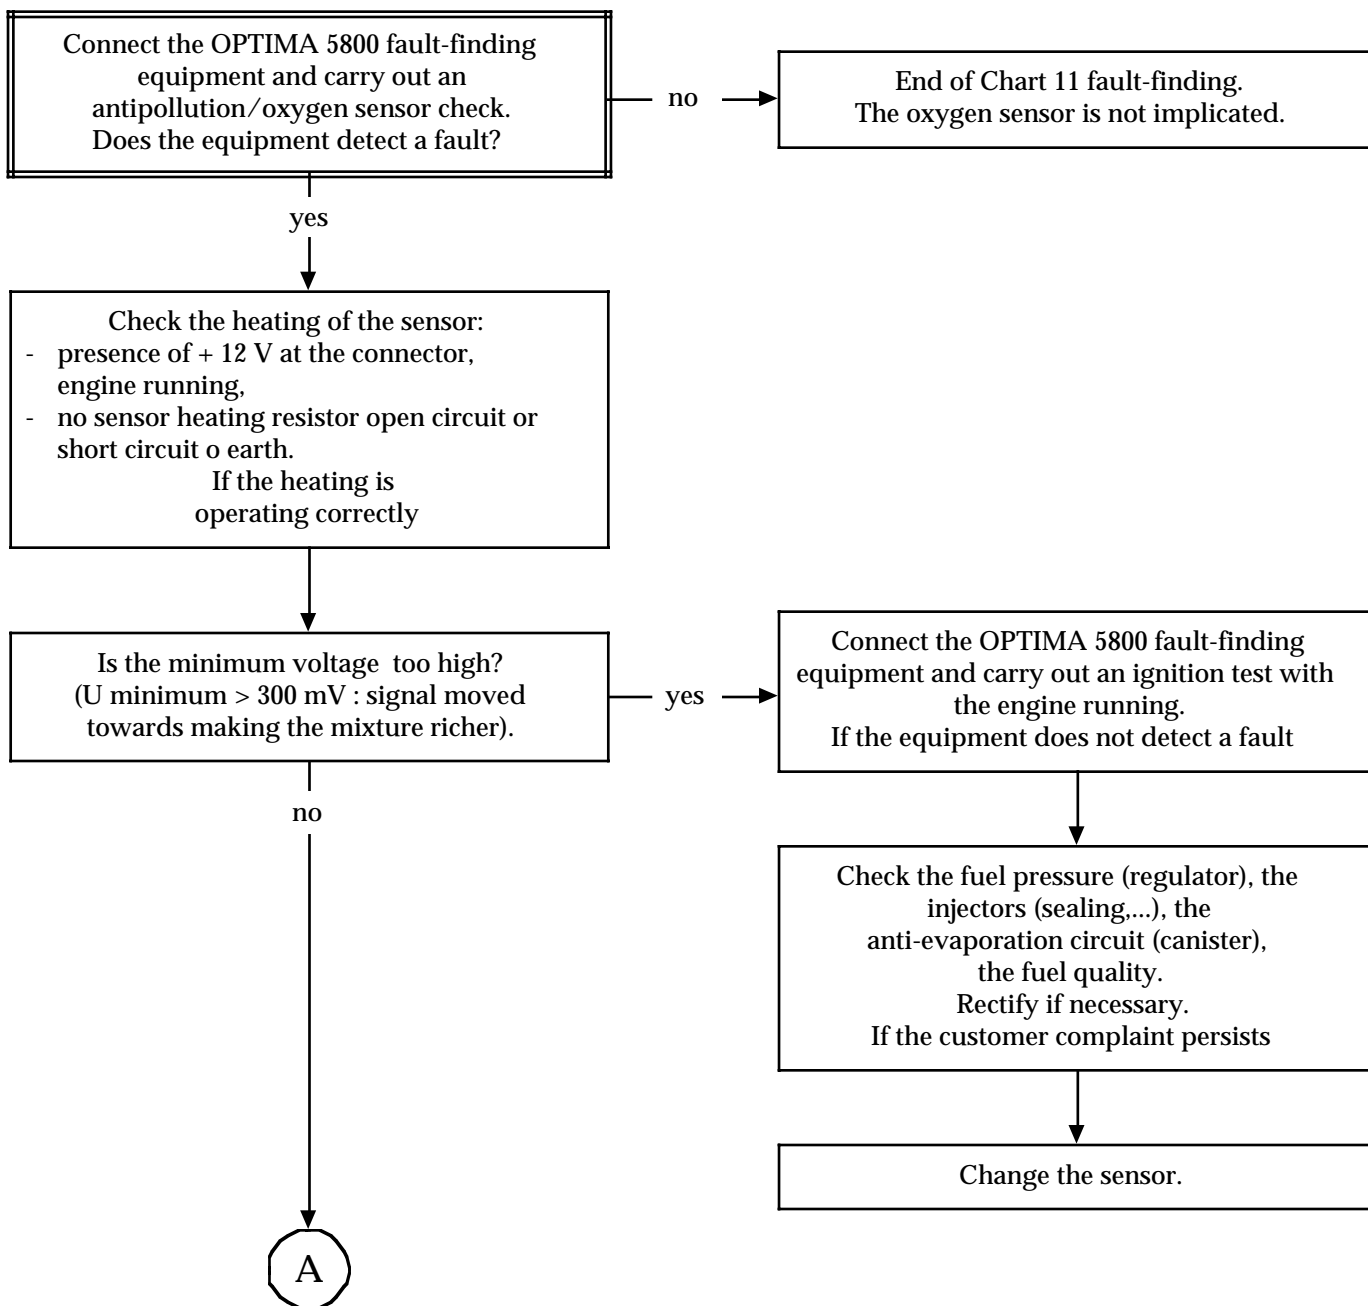 Connect the OPTIMA 5800 fault-finding
equipment and carry out an
antipollution/oxygen sensor check.
Does the equipment detect a fault?
no
End of Chart 11 fault-finding.
The oxygen sensor is not implicated.
yes
Check the heating of the sensor:
- presence of + 12 V at the connector,
engine running,
- no sensor heating resistor open circuit or
short circuit o earth.
If the heating is
operating correctly
Is the minimum voltage too high?
(U minimum > 300 mV : signal moved
towards making the mixture richer).
yes
Connect the OPTIMA 5800 fault-finding
equipment and carry out an ignition test with
the engine running.
If the equipment does not detect a fault
no
Check the fuel pressure (regulator), the
injectors (sealing,...), the
anti-evaporation circuit (canister),
the fuel quality.
Rectify if necessary.
If the customer complaint persists
Change the sensor.
A